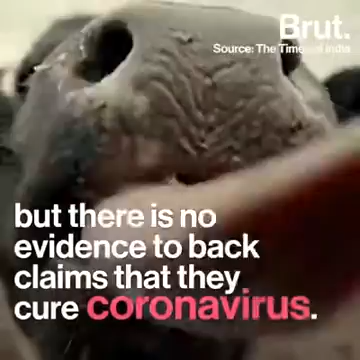 Brut.
Source: The Times of India
but there is no
evidence to back
claims that they
cure coronavirus.